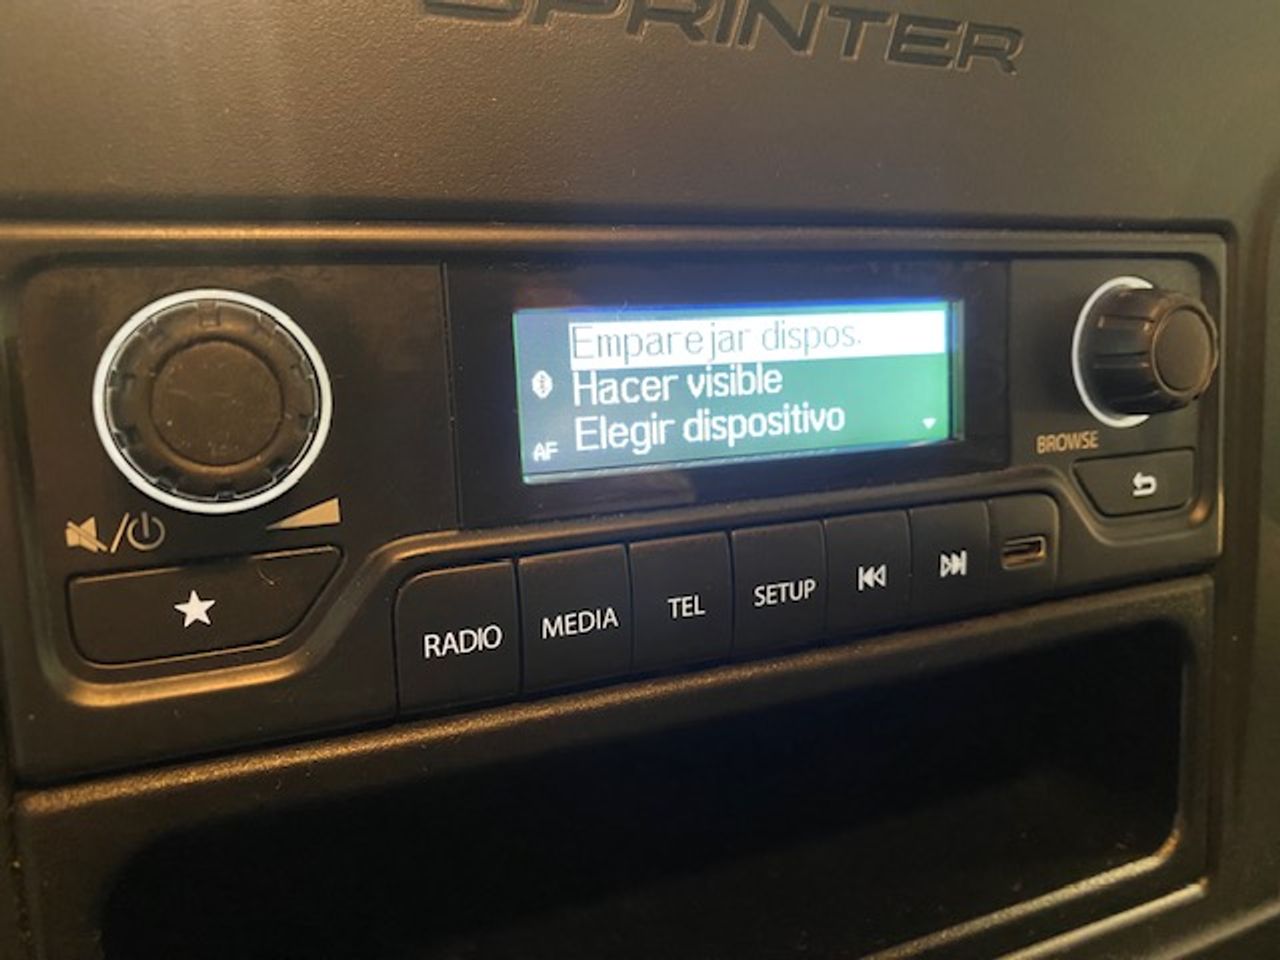 SPRINTER
Emparejar dispos.
Hacer visible
AF
Elegir dispositivo
BROWSE
RADIO
MEDIA
TEL
SETUP